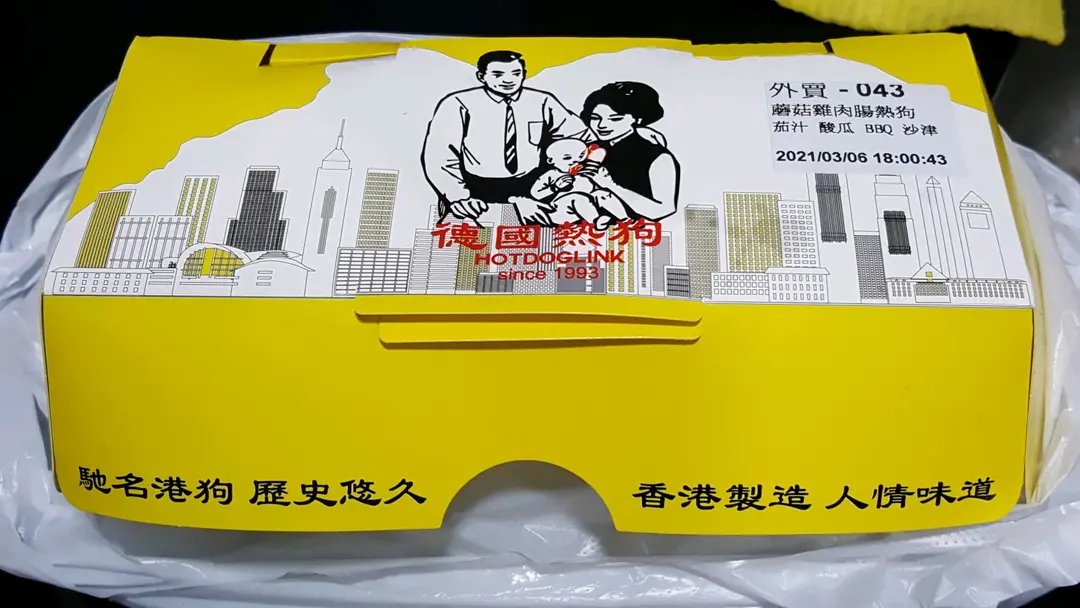 外賣 - 043
蘑菇雞肉腸熱狗
茄汁 酸瓜 BBQ 沙津
2021/03/06 18:00:43
德國熱狗
HOTDOGLINK
since 1993
馳名港狗 歷史悠久
香港製造 人情味道